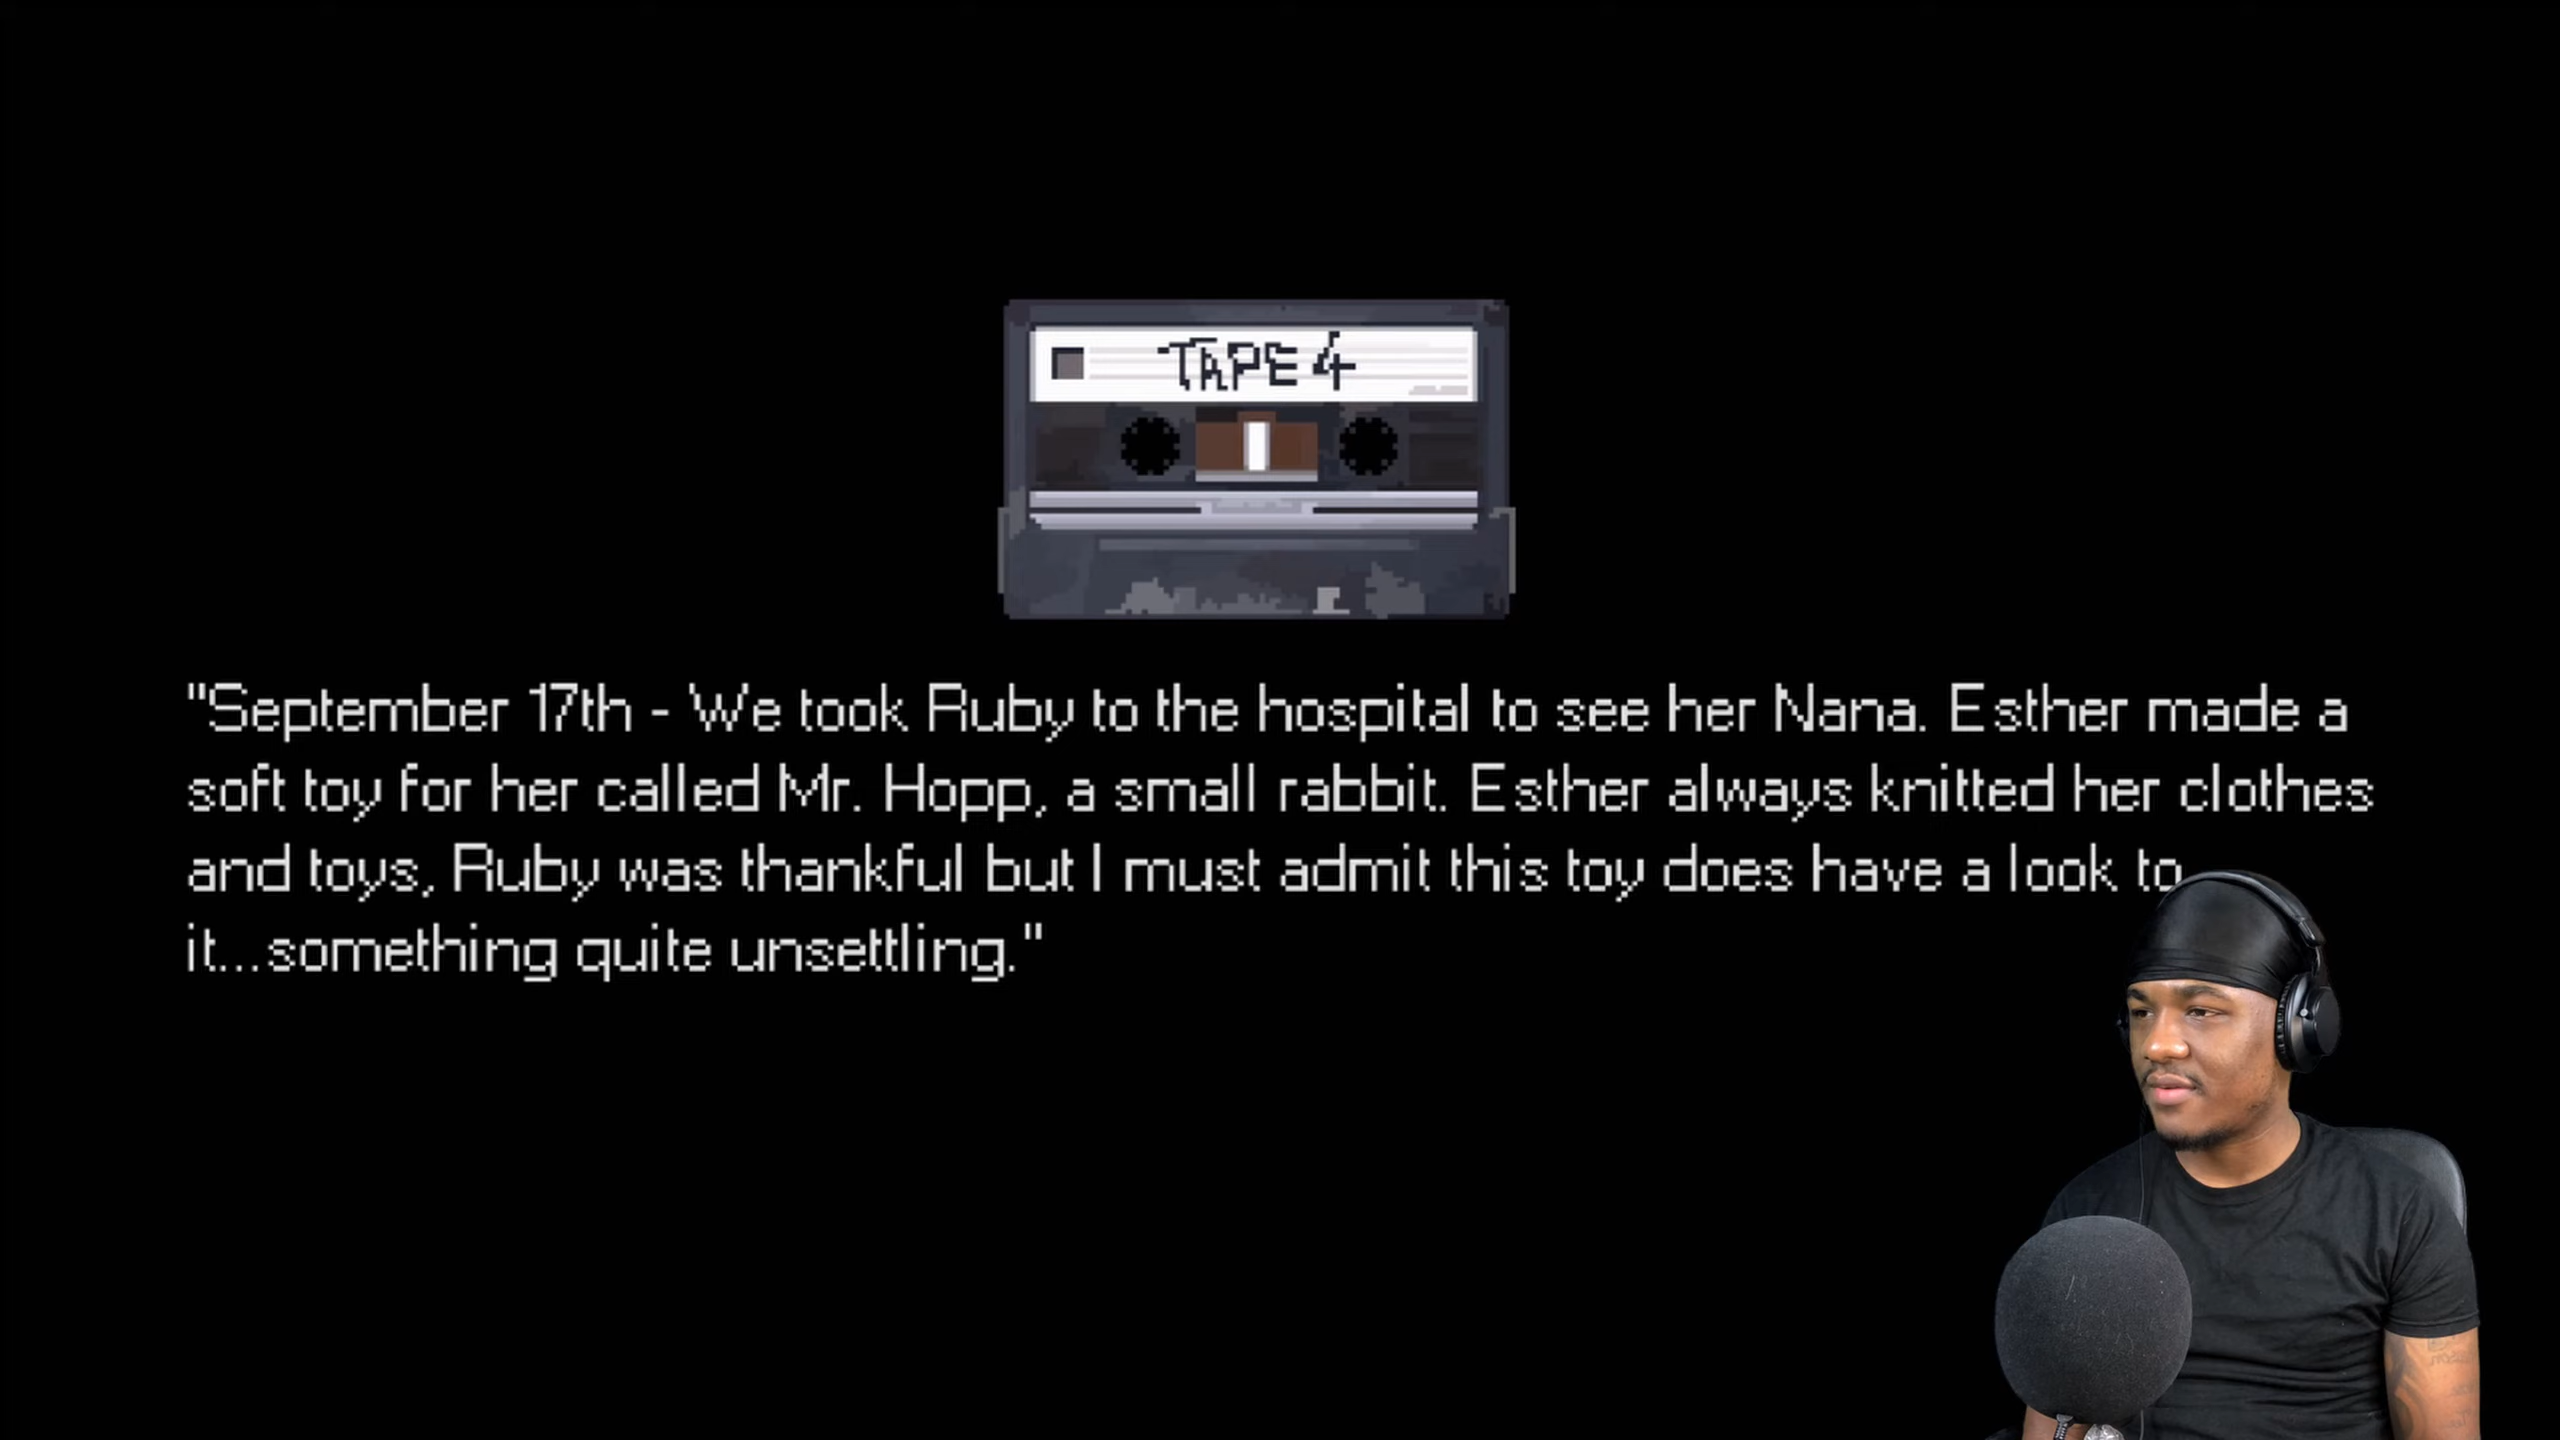 TAPE 4
"September 17th - We took Ruby to the hospital to see her Nana. Esther made a
soft toy for her called Mr. Hopp, a small rabbit. Esther always knitted her clothes
and toys, Ruby was thankful but I must admit this toy does have a look to
it...something quite unsettling."